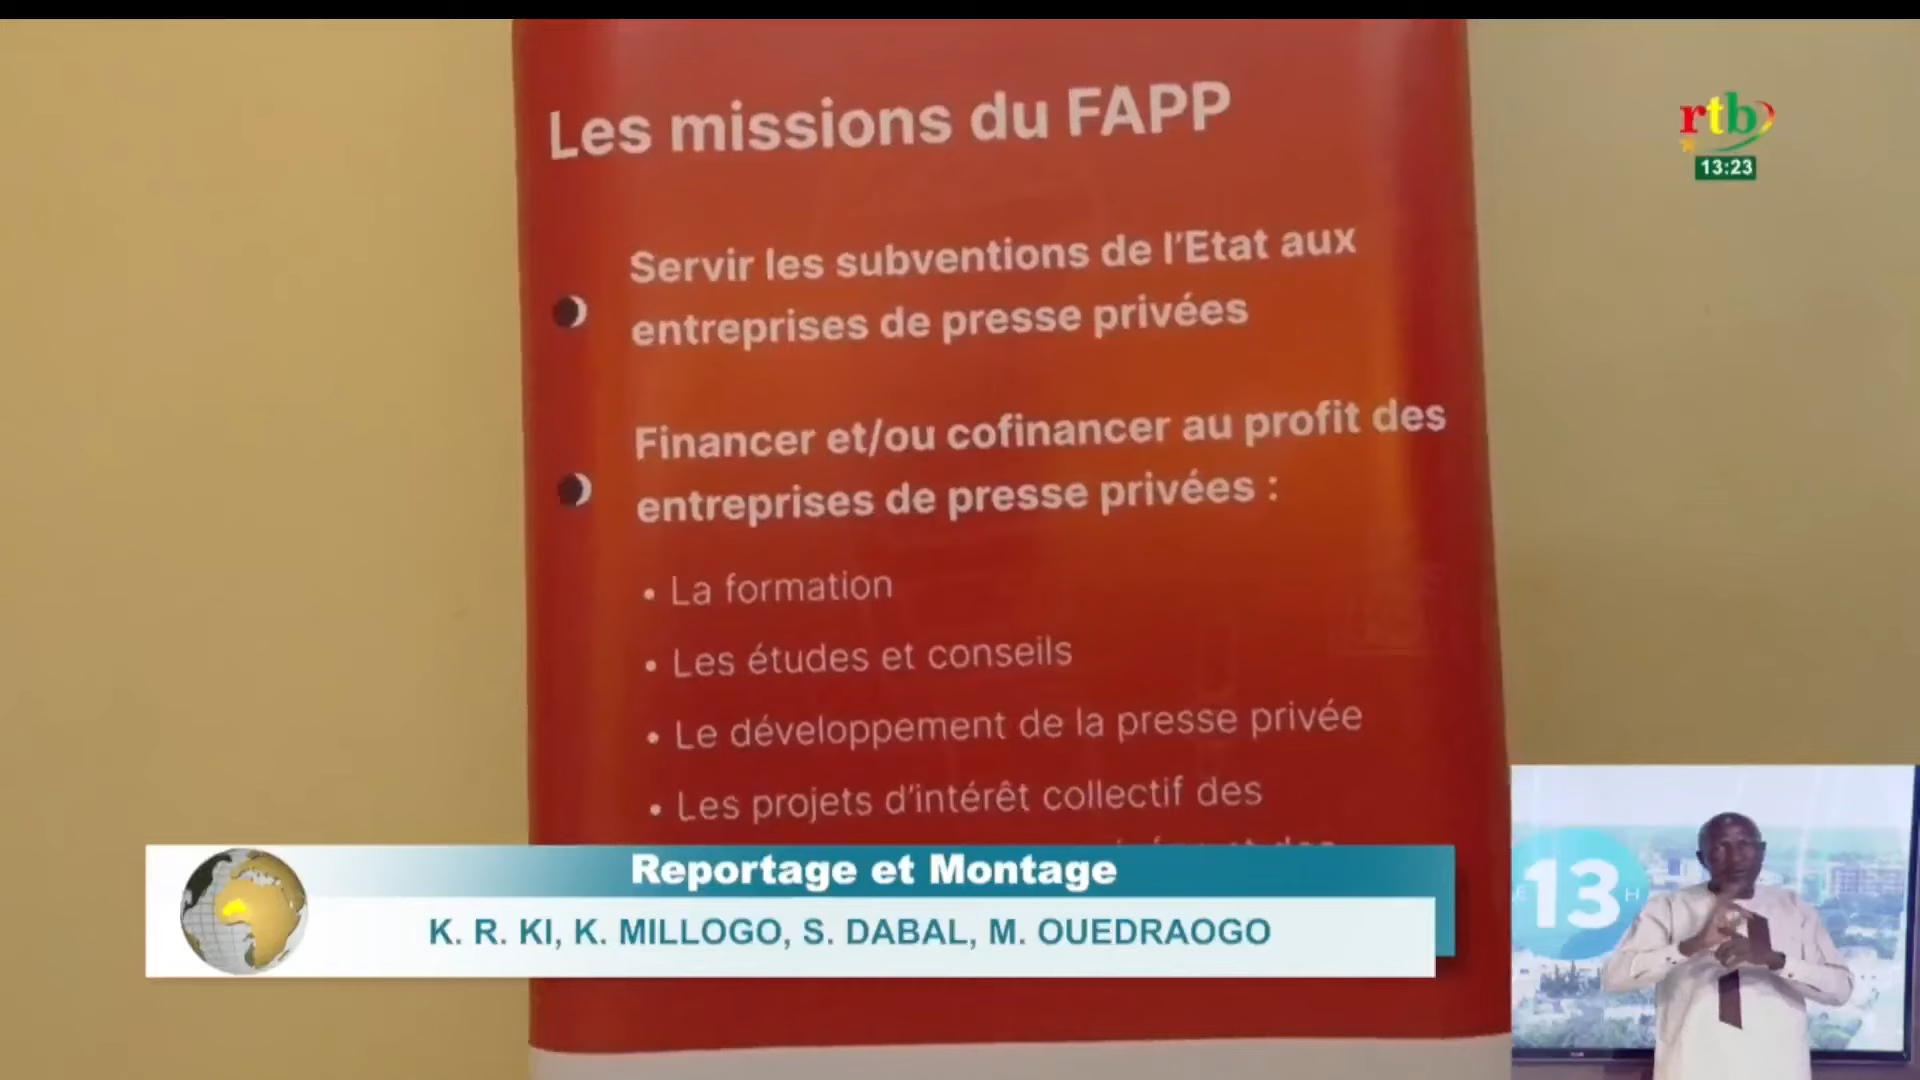 Les missions du FAPP
rtb
13:23
Servir les subventions de l'Etat aux
entreprises de presse privées
Financer et/ou cofinancer au profit des
entreprises de presse privées :
• La formation
• Les études et conseils
• Le développement de la presse privée
• Les projets d'intérêt collectif des
Reportage et Montage
K. R. KI, K. MILLOGO, S. DABAL, M. OUEDRAOGO
LE 13 H